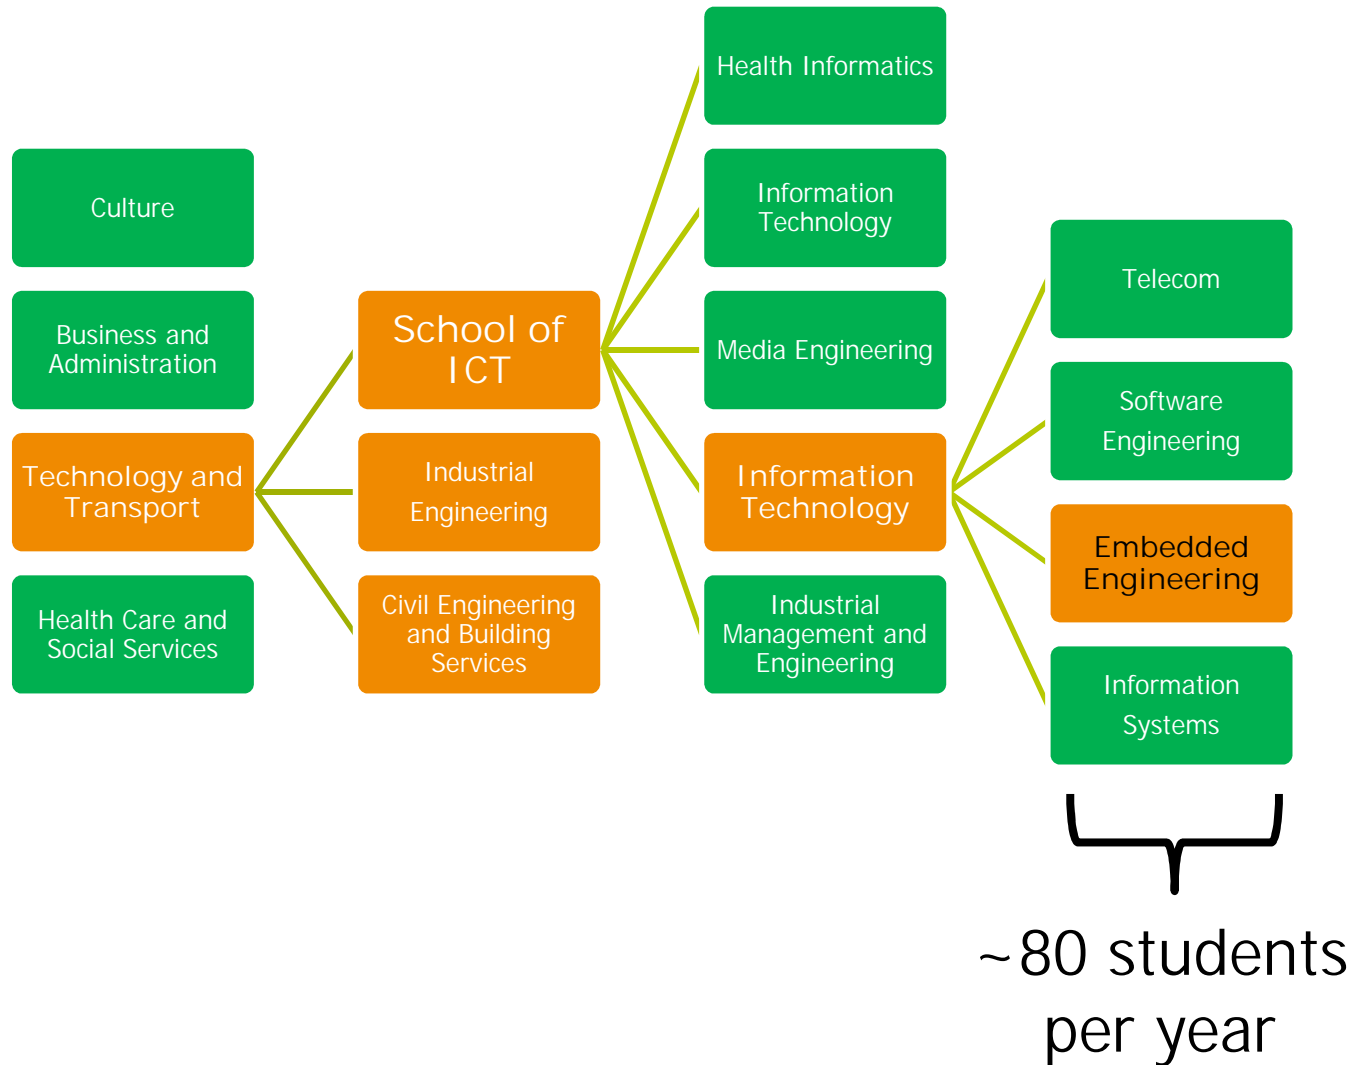 Culture
Business and
Administration
Technology and
Transport
Health Care and
Social Services
School of
ICT
Industrial
Engineering
Civil Engineering
and Building
Services
Health Informatics
Information
Technology
Media Engineering
Information
Technology
Industrial
Management and
Engineering
Telecom
Software
Engineering
Embedded
Engineering
Information
Systems
~80 students
per year